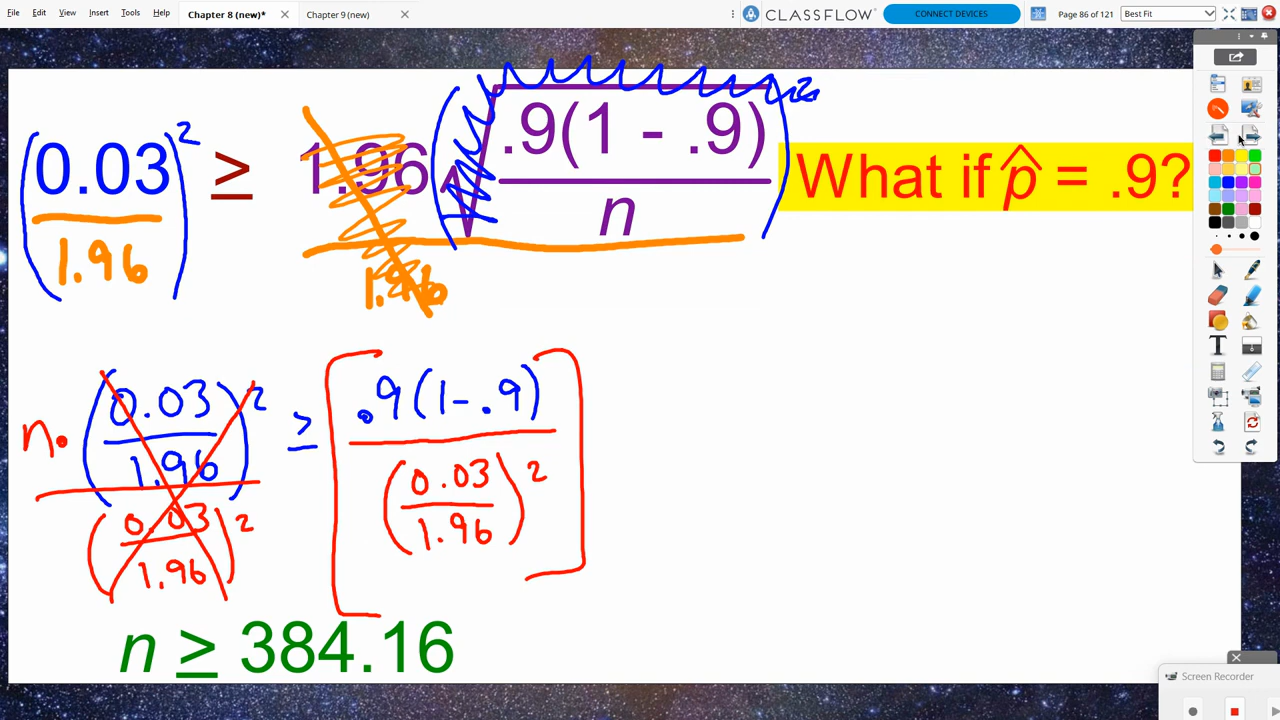 File Edit View Insert Tools Help Chapter 8 (new)* Chapter 9 (new) CLASSFLOW CONNECT DEVICES Page 86 of 121 Best Fit
(0.03/1.96)² ≥ 1.96 (√.9(1 - .9)/n)² / 1.96
What if p̂ = .9?
n · (0.03/1.96)² / (0.03/1.96)² ≥ [.9(1-.9) / (0.03/1.96)²]
n ≥ 384.16
Screen Recorder